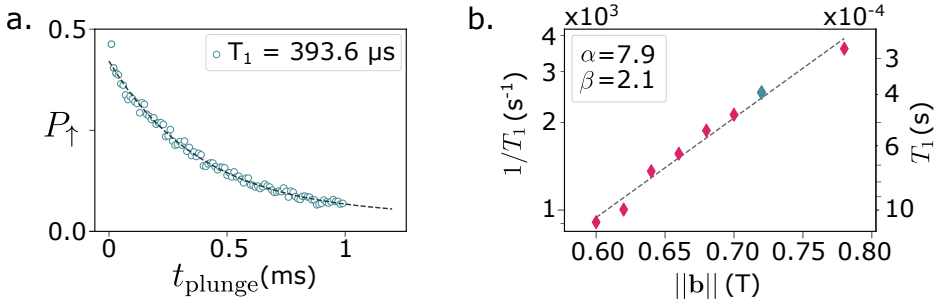 a.
0.5
T₁ = 393.6 μs
P↑
0.0
0
0.5
1
t_plunge(ms)
b.
x10³
x10⁻⁴
4
3
2
1
α=7.9
β=2.1
1/T₁ (s⁻¹)
3
4
6
10
T₁ (s)
0.60
0.65
0.70
0.75
0.80
||b|| (T)